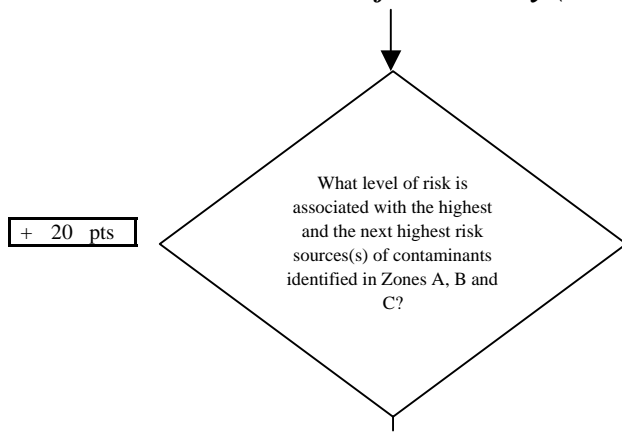 What level of risk is
associated with the highest
and the next highest risk
sources(s) of contaminants
identified in Zones A, B and
C?
+ 20 pts